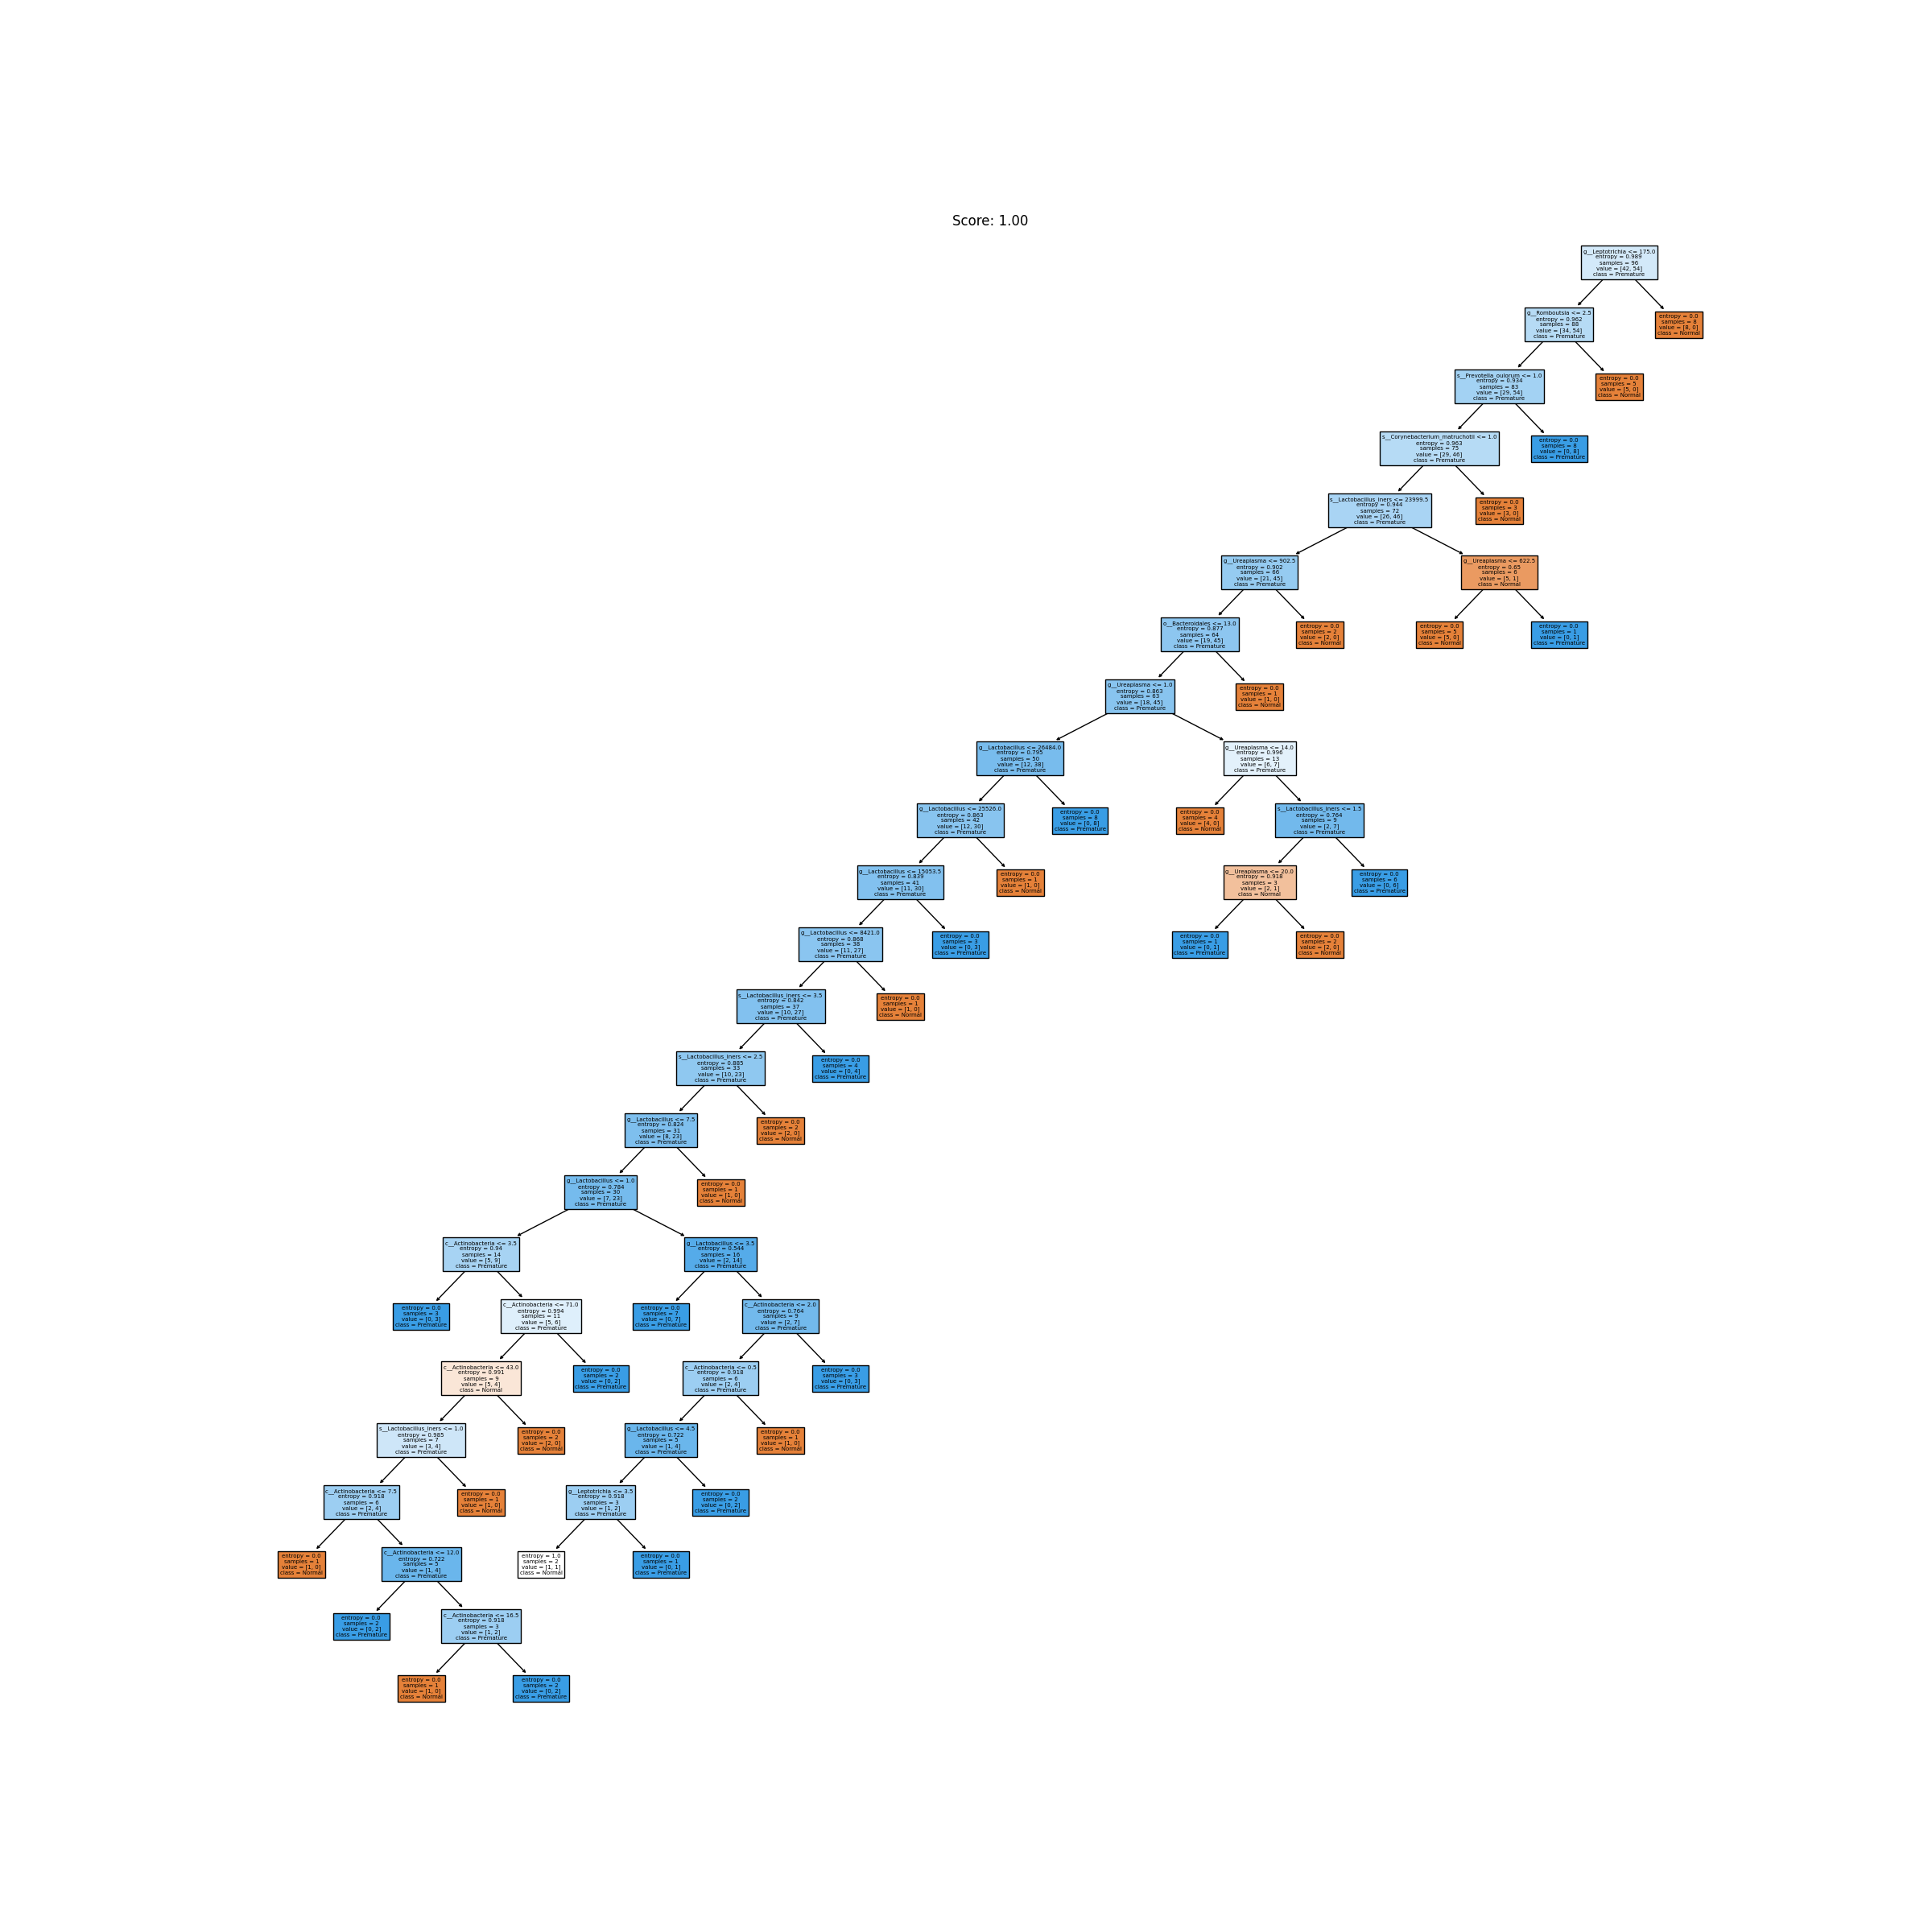 Score: 1.00
g__Leptotrichia <= 175.0
entropy = 0.989
samples = 96
value = [42, 54]
class = Premature
g__Romboutsia <= 2.5
entropy = 0.962
samples = 88
value = [34, 54]
class = Premature
entropy = 0.0
samples = 8
value = [8, 0]
class = Normal
s__Prevotella_oulorum <= 1.0
entropy = 0.934
samples = 83
value = [29, 54]
class = Premature
entropy = 0.0
samples = 5
value = [5, 0]
class = Normal
s__Corynebacterium_matruchotii <= 1.0
entropy = 0.963
samples = 75
value = [29, 46]
class = Premature
entropy = 0.0
samples = 8
value = [0, 8]
class = Premature
s__Lactobacillus_iners <= 23999.5
entropy = 0.944
samples = 72
value = [26, 46]
class = Premature
entropy = 0.0
samples = 3
value = [3, 0]
class = Normal
g__Ureaplasma <= 902.5
entropy = 0.902
samples = 66
value = [21, 45]
class = Premature
g__Ureaplasma <= 622.5
entropy = 0.65
samples = 6
value = [5, 1]
class = Normal
o__Bacteroidales <= 13.0
entropy = 0.877
samples = 64
value = [19, 45]
class = Premature
entropy = 0.0
samples = 2
value = [2, 0]
class = Normal
entropy = 0.0
samples = 5
value = [5, 0]
class = Normal
entropy = 0.0
samples = 1
value = [0, 1]
class = Premature
g__Ureaplasma <= 1.0
entropy = 0.863
samples = 63
value = [18, 45]
class = Premature
entropy = 0.0
samples = 1
value = [1, 0]
class = Normal
g__Lactobacillus <= 26484.0
entropy = 0.795
samples = 50
value = [12, 38]
class = Premature
g__Ureaplasma <= 14.0
entropy = 0.996
samples = 13
value = [6, 7]
class = Premature
g__Lactobacillus <= 25526.0
entropy = 0.863
samples = 42
value = [12, 30]
class = Premature
entropy = 0.0
samples = 8
value = [0, 8]
class = Premature
entropy = 0.0
samples = 4
value = [4, 0]
class = Normal
s__Lactobacillus_iners <= 1.5
entropy = 0.764
samples = 9
value = [2, 7]
class = Premature
g__Lactobacillus <= 15053.5
entropy = 0.839
samples = 41
value = [11, 30]
class = Premature
entropy = 0.0
samples = 1
value = [1, 0]
class = Normal
g__Ureaplasma <= 20.0
entropy = 0.918
samples = 3
value = [2, 1]
class = Normal
entropy = 0.0
samples = 6
value = [0, 6]
class = Premature
g__Lactobacillus <= 8421.0
entropy = 0.868
samples = 38
value = [11, 27]
class = Premature
entropy = 0.0
samples = 3
value = [0, 3]
class = Premature
entropy = 0.0
samples = 1
value = [0, 1]
class = Premature
entropy = 0.0
samples = 2
value = [2, 0]
class = Normal
s__Lactobacillus_iners <= 3.5
entropy = 0.842
samples = 37
value = [10, 27]
class = Premature
entropy = 0.0
samples = 1
value = [1, 0]
class = Normal
s__Lactobacillus_iners <= 2.5
entropy = 0.885
samples = 33
value = [10, 23]
class = Premature
entropy = 0.0
samples = 4
value = [0, 4]
class = Premature
g__Lactobacillus <= 7.5
entropy = 0.824
samples = 31
value = [8, 23]
class = Premature
entropy = 0.0
samples = 2
value = [2, 0]
class = Normal
g__Lactobacillus <= 1.0
entropy = 0.784
samples = 30
value = [7, 23]
class = Premature
entropy = 0.0
samples = 1
value = [1, 0]
class = Normal
c__Actinobacteria <= 3.5
entropy = 0.94
samples = 14
value = [5, 9]
class = Premature
g__Lactobacillus <= 3.5
entropy = 0.544
samples = 16
value = [2, 14]
class = Premature
entropy = 0.0
samples = 3
value = [0, 3]
class = Premature
c__Actinobacteria <= 71.0
entropy = 0.994
samples = 11
value = [5, 6]
class = Premature
entropy = 0.0
samples = 7
value = [0, 7]
class = Premature
c__Actinobacteria <= 2.0
entropy = 0.764
samples = 9
value = [2, 7]
class = Premature
c__Actinobacteria <= 43.0
entropy = 0.991
samples = 9
value = [5, 4]
class = Normal
entropy = 0.0
samples = 2
value = [0, 2]
class = Premature
c__Actinobacteria <= 0.5
entropy = 0.918
samples = 6
value = [2, 4]
class = Premature
entropy = 0.0
samples = 3
value = [0, 3]
class = Premature
s__Lactobacillus_iners <= 1.0
entropy = 0.985
samples = 7
value = [3, 4]
class = Premature
entropy = 0.0
samples = 2
value = [2, 0]
class = Normal
g__Lactobacillus <= 4.5
entropy = 0.722
samples = 5
value = [1, 4]
class = Premature
entropy = 0.0
samples = 1
value = [1, 0]
class = Normal
c__Actinobacteria <= 7.5
entropy = 0.918
samples = 6
value = [2, 4]
class = Premature
entropy = 0.0
samples = 1
value = [1, 0]
class = Normal
g__Leptotrichia <= 3.5
entropy = 0.918
samples = 3
value = [1, 2]
class = Premature
entropy = 0.0
samples = 2
value = [0, 2]
class = Premature
entropy = 0.0
samples = 1
value = [1, 0]
class = Normal
c__Actinobacteria <= 12.0
entropy = 0.722
samples = 5
value = [1, 4]
class = Premature
entropy = 1.0
samples = 2
value = [1, 1]
class = Normal
entropy = 0.0
samples = 1
value = [0, 1]
class = Premature
entropy = 0.0
samples = 2
value = [0, 2]
class = Premature
c__Actinobacteria <= 16.5
entropy = 0.918
samples = 3
value = [1, 2]
class = Premature
entropy = 0.0
samples = 1
value = [1, 0]
class = Normal
entropy = 0.0
samples = 2
value = [0, 2]
class = Premature